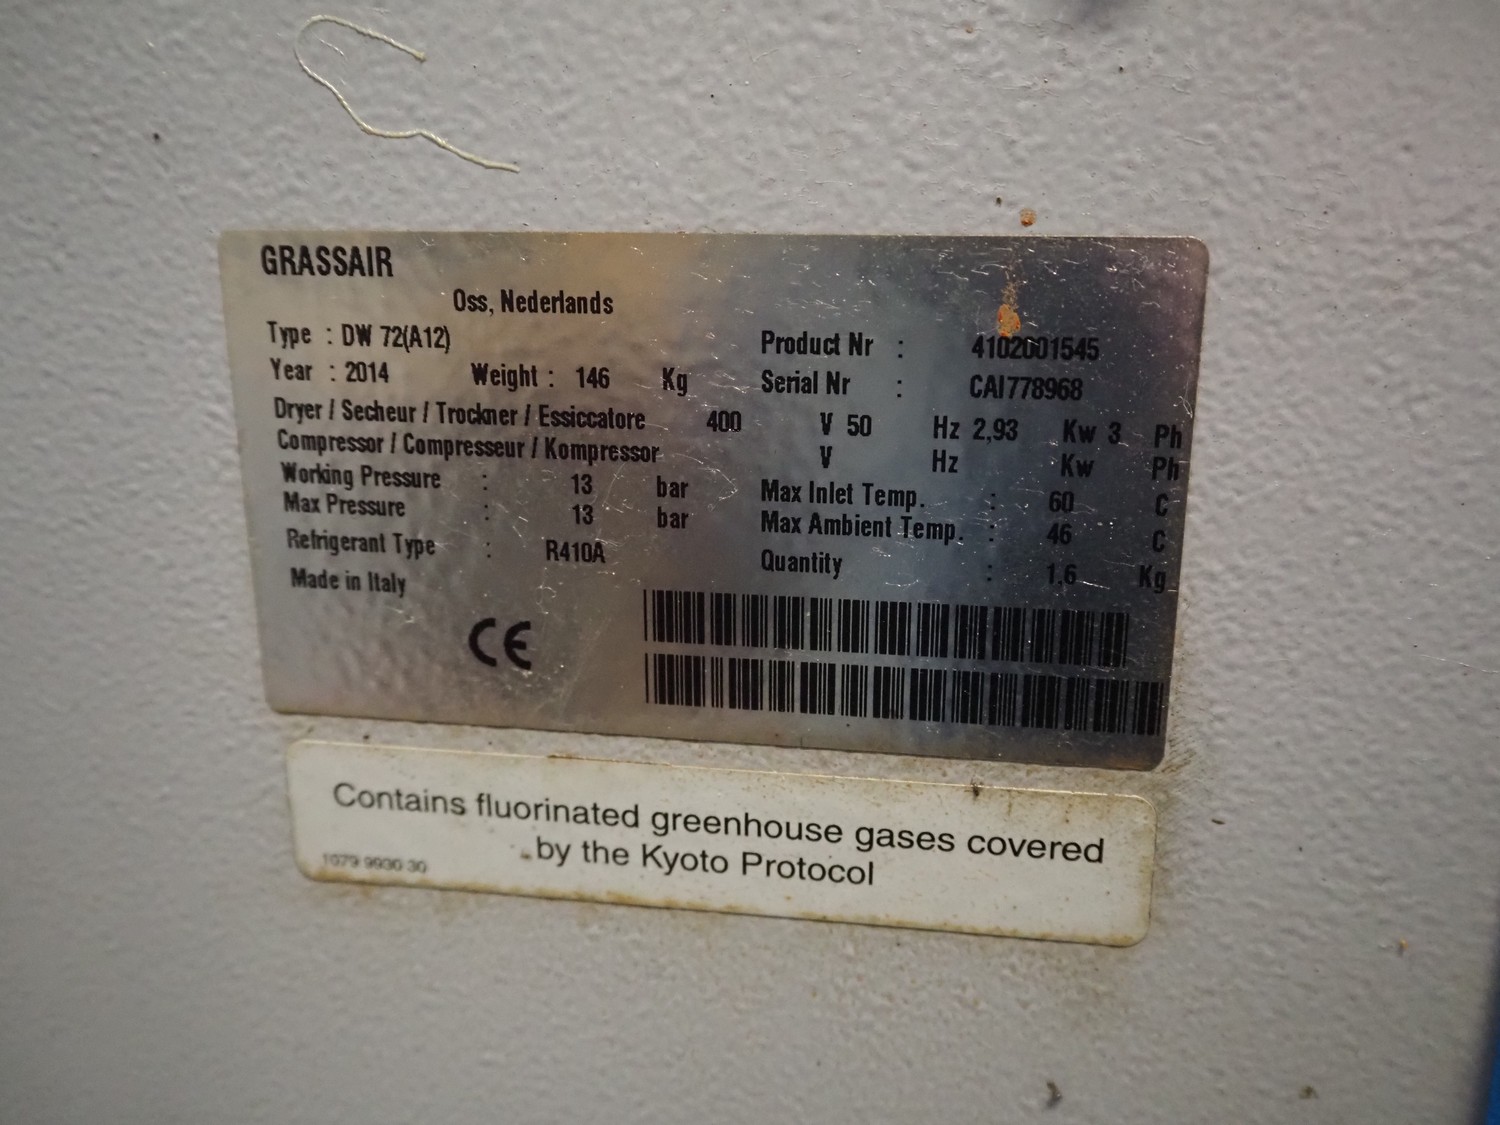 GRASSAIR
Oss, Nederlands
Type : DW 72(A12)
Product Nr : 4102001545
Year : 2014 Weight : 146 Kg
Serial Nr : CAI778968
Dryer / Secheur / Trockner / Essiccatore 400 V 50 Hz 2,93 Kw 3 Ph
Compressor / Compresseur / Kompressor V Hz Kw Ph
Working Pressure : 13 bar
Max Inlet Temp. : 60 C
Max Pressure : 13 bar
Max Ambient Temp. : 46 C
Refrigerant Type : R410A
Quantity : 1.6 Kg
Made in Italy
CE
Contains fluorinated greenhouse gases covered
by the Kyoto Protocol
1079 9930 30